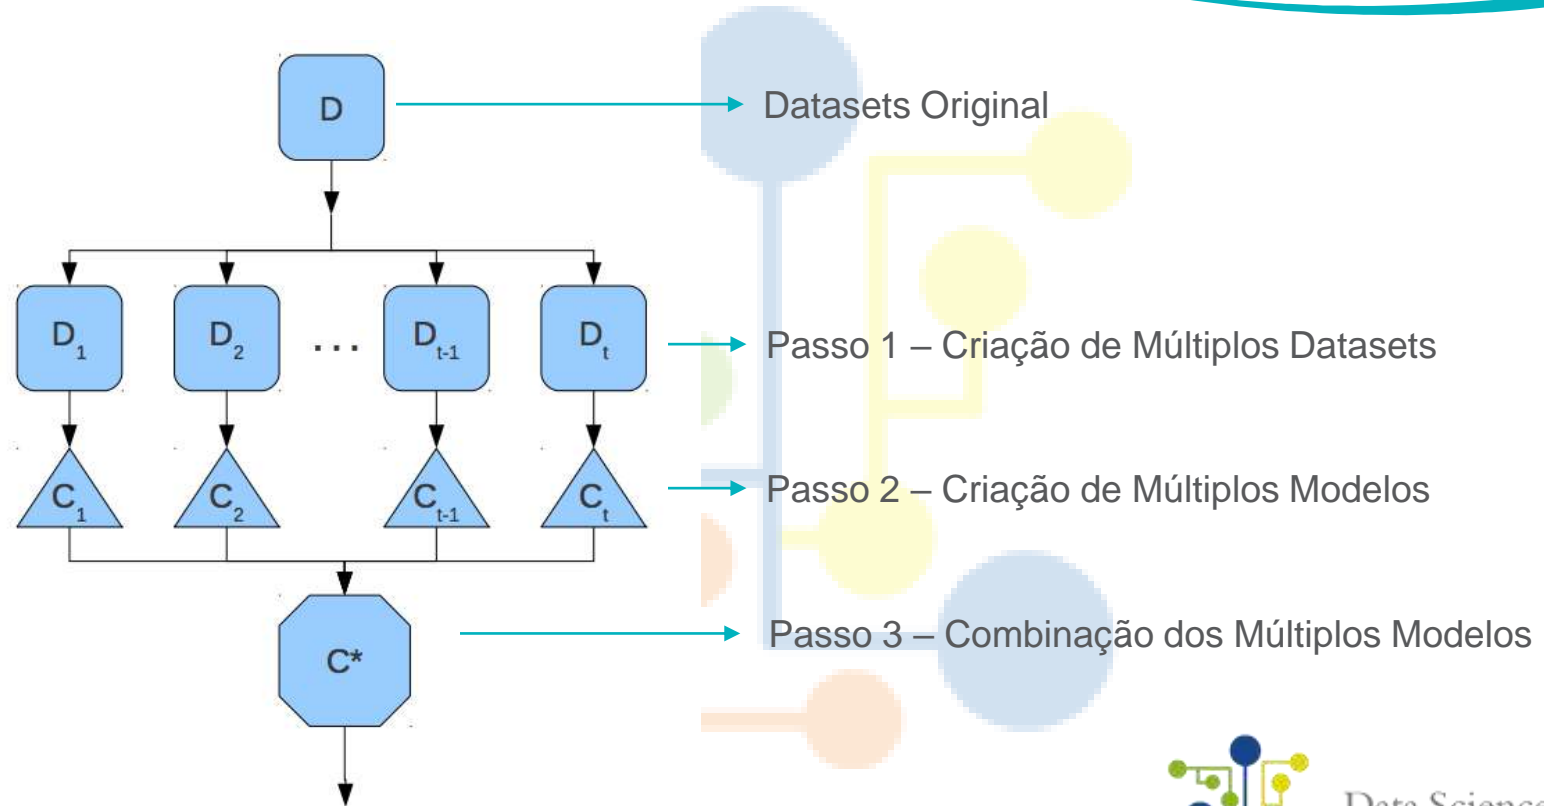 D
Datasets Original
D1 D2 ... Dt-1 Dt
Passo 1 – Criação de Múltiplos Datasets
C1 C2 Ct-1 Ct
Passo 2 – Criação de Múltiplos Modelos
Passo 3 – Combinação dos Múltiplos Modelos
C*
Data Science